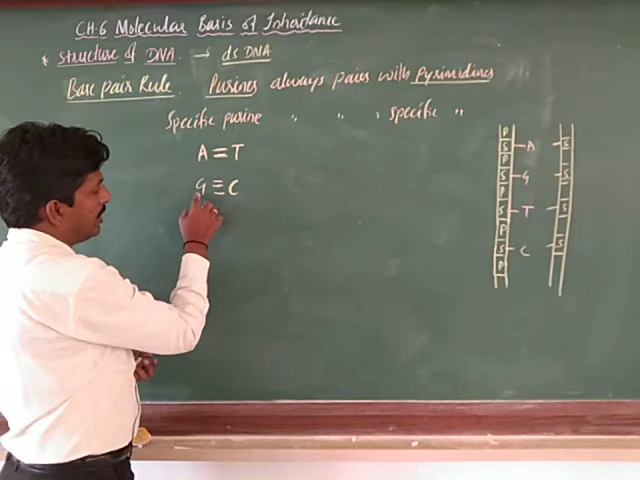 CH-6 Molecular Basis of Inheritance
* Structure of DNA. → ds DNA
Base pair Rule. Purines always pairs with Pyrimidines
Specific purine " " " specific "
A = T
G ≡ C
P
S A S
P
S G S
P
S T S
P
S C S
P